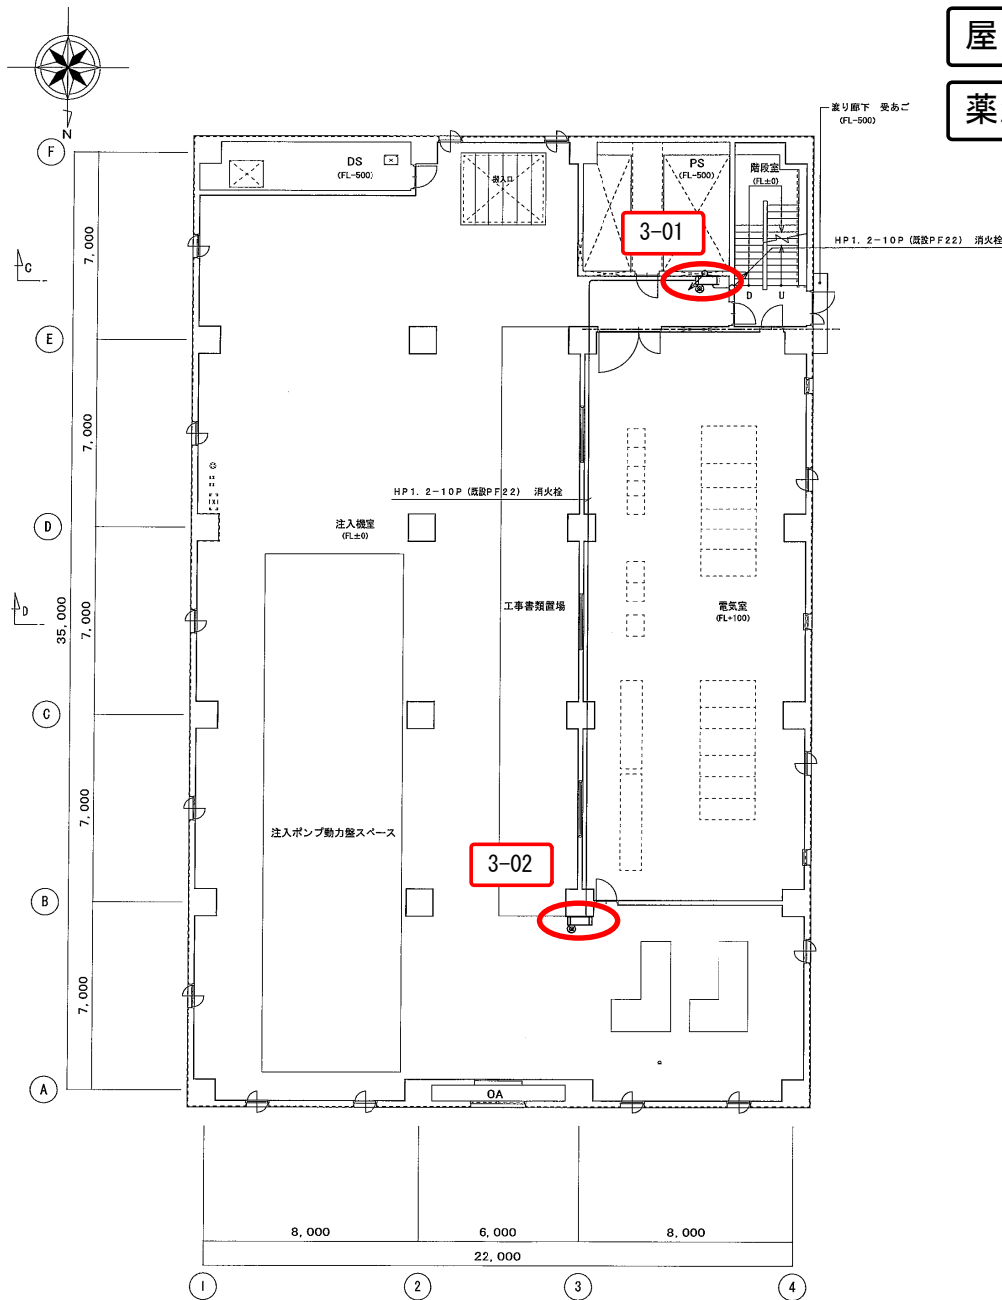 屋
薬
N
渡り廊下 受あご
(FL-500)
F
DS
(FL-500)
搬入口
PS
(FL-500)
階段室
(FL±0)
3-01
HP1. 2-10P (既設PF22) 消火栓
7,000
C
D U
E
7,000
HP1. 2-10P (既設PF22) 消火栓
D
注入機室
(FL±0)
D
35,000
7,000
工事書類置場
電気室
(FL+100)
C
7,000
注入ポンプ動力盤スペース
3-02
B
7,000
A
OA
8,000
6,000
8,000
22,000
1
2
3
4